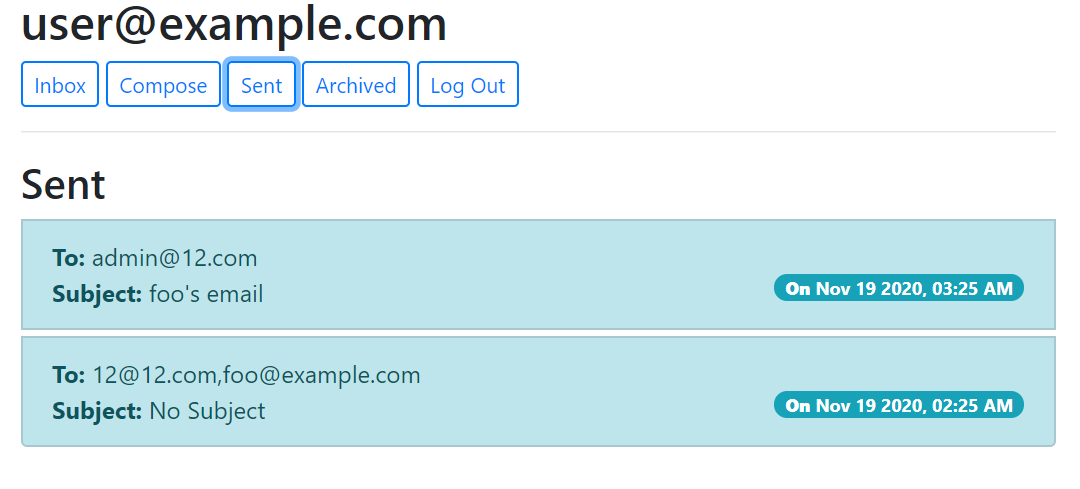 user@example.com
Inbox Compose Sent Archived Log Out
Sent
To: admin@12.com
Subject: foo's email
On Nov 19 2020, 03:25 AM
To: 12@12.com,foo@example.com
Subject: No Subject
On Nov 19 2020, 02:25 AM